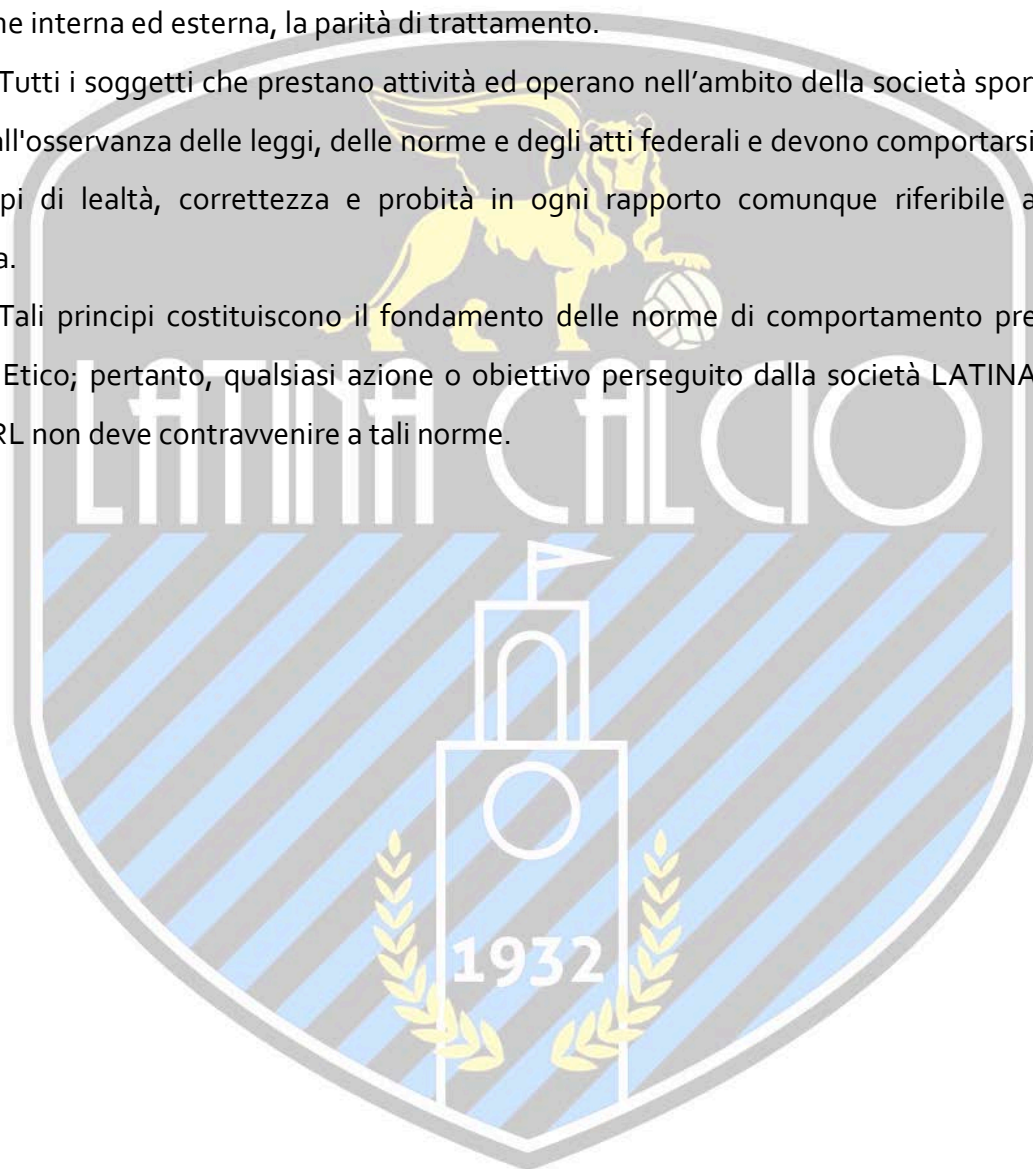 ne interna ed esterna, la parità di trattamento.
Tutti i soggetti che prestano attività ed operano nell’ambito della società spor
all'osservanza delle leggi, delle norme e degli atti federali e devono comportarsi
pi di lealtà, correttezza e probità in ogni rapporto comunque riferibile a
a.
Tali principi costituiscono il fondamento delle norme di comportamento pre
Etico; pertanto, qualsiasi azione o obiettivo perseguito dalla società LATINA
RL non deve contravvenire a tali norme.
LATINA CALCIO
1932